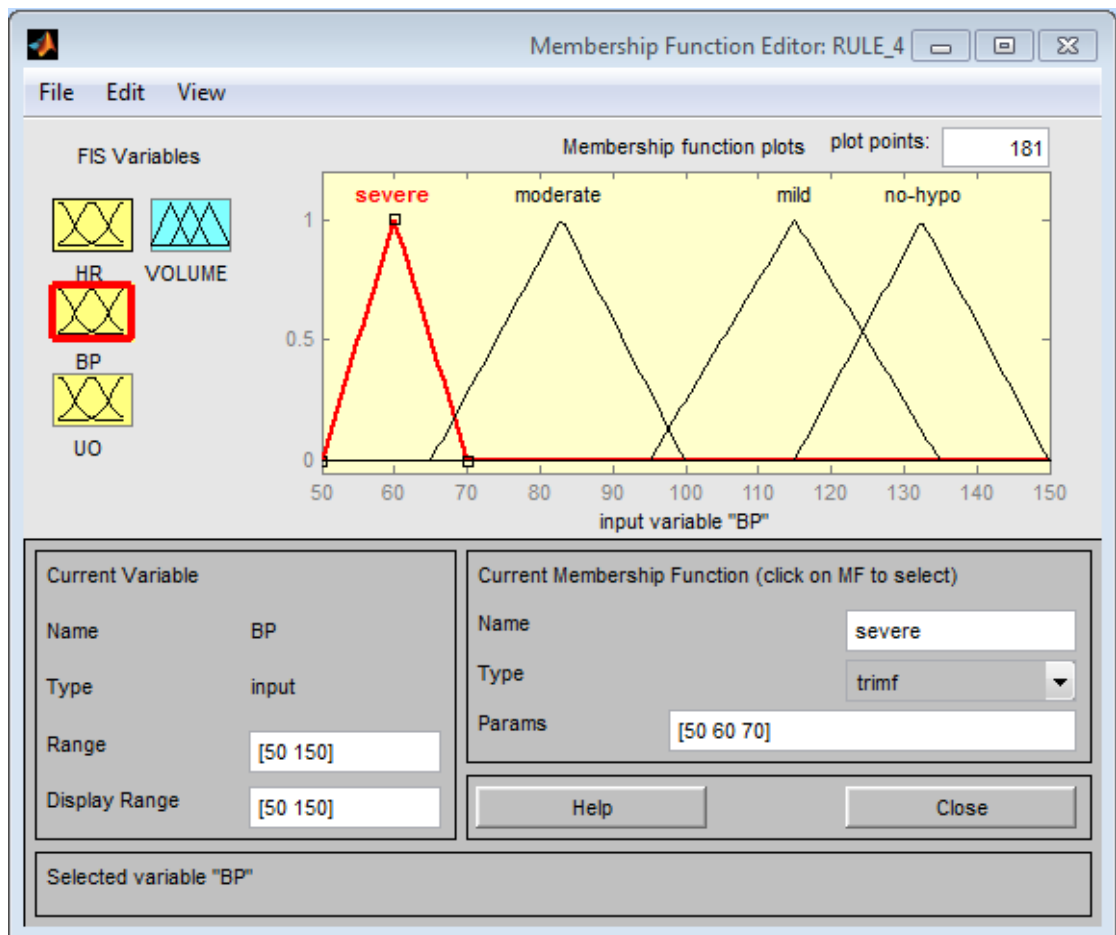 Membership Function Editor: RULE_4
File Edit View
FIS Variables
Membership function plots plot points: 181
HR VOLUME
BP
UO
severe moderate mild no-hypo
1
0.5
0
50 60 70 80 90 100 110 120 130 140 150
input variable "BP"
Current Variable
Name BP
Type input
Range [50 150]
Display Range [50 150]
Current Membership Function (click on MF to select)
Name severe
Type trimf
Params [50 60 70]
Help Close
Selected variable "BP"